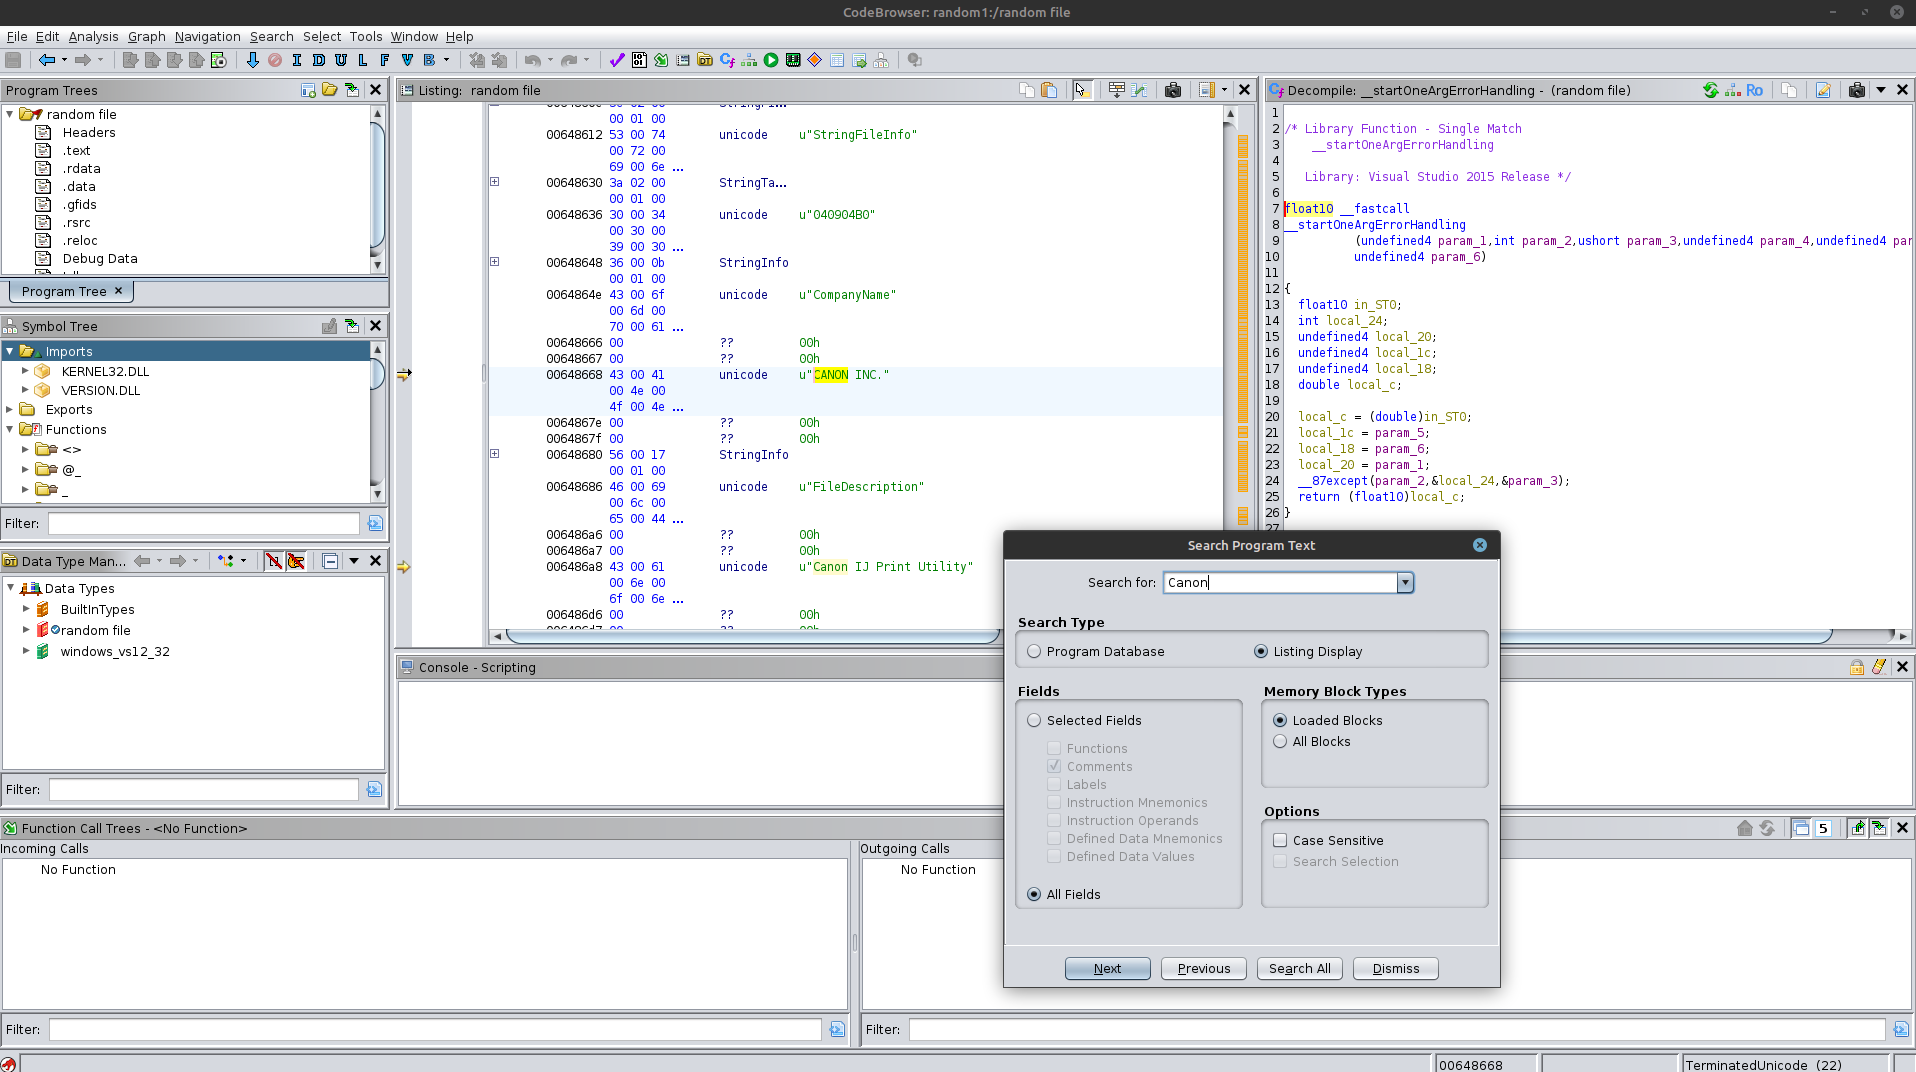 CodeBrowser: random1:/random file
File Edit Analysis Graph Navigation Search Select Tools Window Help
I D U L F V B
Program Trees
random file
Headers
.text
.rdata
.data
.gfids
.rsrc
.reloc
Debug Data
Program Tree
Symbol Tree
Imports
KERNEL32.DLL
VERSION.DLL
Exports
Functions
<>
@_
_
Filter:
Data Type Man...
Data Types
BuiltInTypes
random file
windows_vs12_32
Filter:
Listing: random file
00 01 00
00648612 53 00 74 unicode u"StringFileInfo"
00 72 00
69 00 6e ...
00648630 3a 02 00 StringTa...
00 01 00
00648636 30 00 34 unicode u"040904B0"
00 30 00
39 00 30 ...
00648648 36 00 0b StringInfo
00 01 00
0064864e 43 00 6f unicode u"CompanyName"
00 6d 00
70 00 61 ...
00648666 00 ?? 00h
00648667 00 ?? 00h
00648668 43 00 41 unicode u"CANON INC."
00 4e 00
4f 00 4e ...
0064867e 00 ?? 00h
0064867f 00 ?? 00h
00648680 56 00 17 StringInfo
00 01 00
00648686 46 00 69 unicode u"FileDescription"
00 6c 00
65 00 44 ...
006486a6 00 ?? 00h
006486a7 00 ?? 00h
006486a8 43 00 61 unicode u"Canon IJ Print Utility"
00 6e 00
6f 00 6e ...
006486d6 00 ?? 00h
Decompile: __startOneArgErrorHandling - (random file)
Ro
1
2 /* Library Function - Single Match
3 __startOneArgErrorHandling
4
5 Library: Visual Studio 2015 Release */
6
7 float10 __fastcall
8 __startOneArgErrorHandling
9 (undefined4 param_1,int param_2,ushort param_3,undefined4 param_4,undefined4 par
10 undefined4 param_6)
11
12 {
13 float10 in_ST0;
14 int local_24;
15 undefined4 local_20;
16 undefined4 local_1c;
17 undefined4 local_18;
18 double local_c;
19
20 local_c = (double)in_ST0;
21 local_1c = param_5;
22 local_18 = param_6;
23 local_20 = param_1;
24 __87except(param_2,&local_24,&param_3);
25 return (float10)local_c;
26 }
27
Console - Scripting
Search Program Text
Search for: Canon
Search Type
Program Database Listing Display
Fields
Selected Fields
Functions
Comments
Labels
Instruction Mnemonics
Instruction Operands
Defined Data Mnemonics
Defined Data Values
All Fields
Memory Block Types
Loaded Blocks
All Blocks
Options
Case Sensitive
Search Selection
Next Previous Search All Dismiss
Function Call Trees - <No Function>
5
Incoming Calls
No Function
Filter:
Outgoing Calls
No Function
Filter:
00648668
TerminatedUnicode (22)